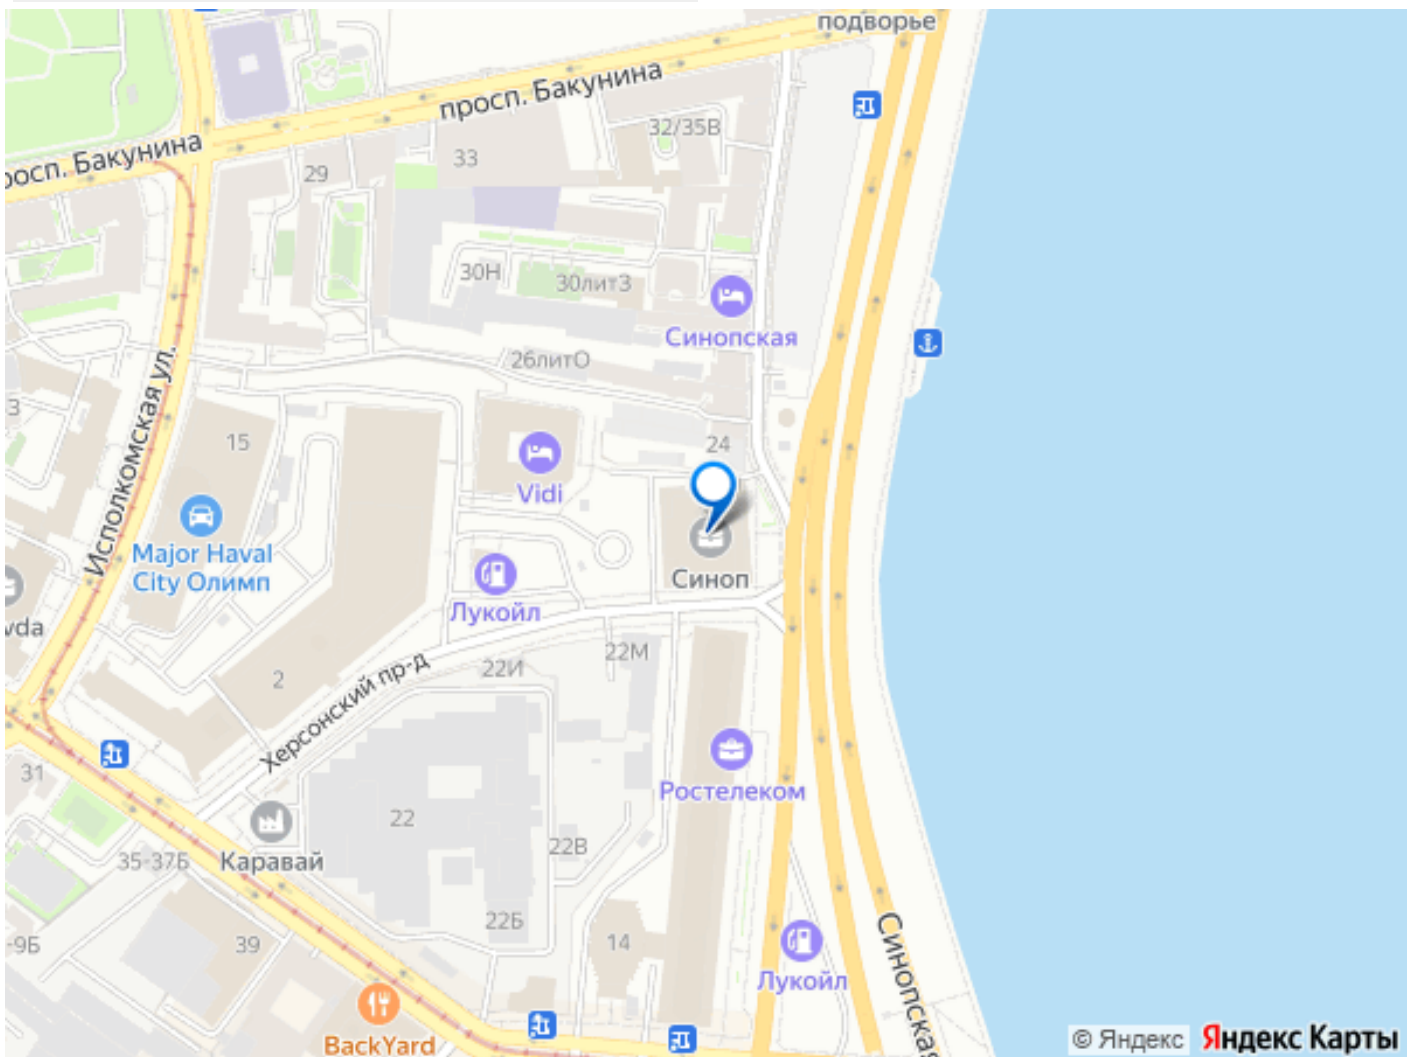 подворье
просп. Бакунина
32/35В
33
просп. Бакунина
29
30Н
30литЗ
Синопская
26литО
Исполкомская ул.
3
15
24
Vidi
Major Haval
City Олимп
Синоп
Лукойл
vda
22М
22И
2
Херсонский пр-д
31
Ростелеком
22
35-37Б
Каравай
22В
22Б
-9Б
39
14
Лукойл
Синопская
BackYard
© Яндекс Яндекс Карты